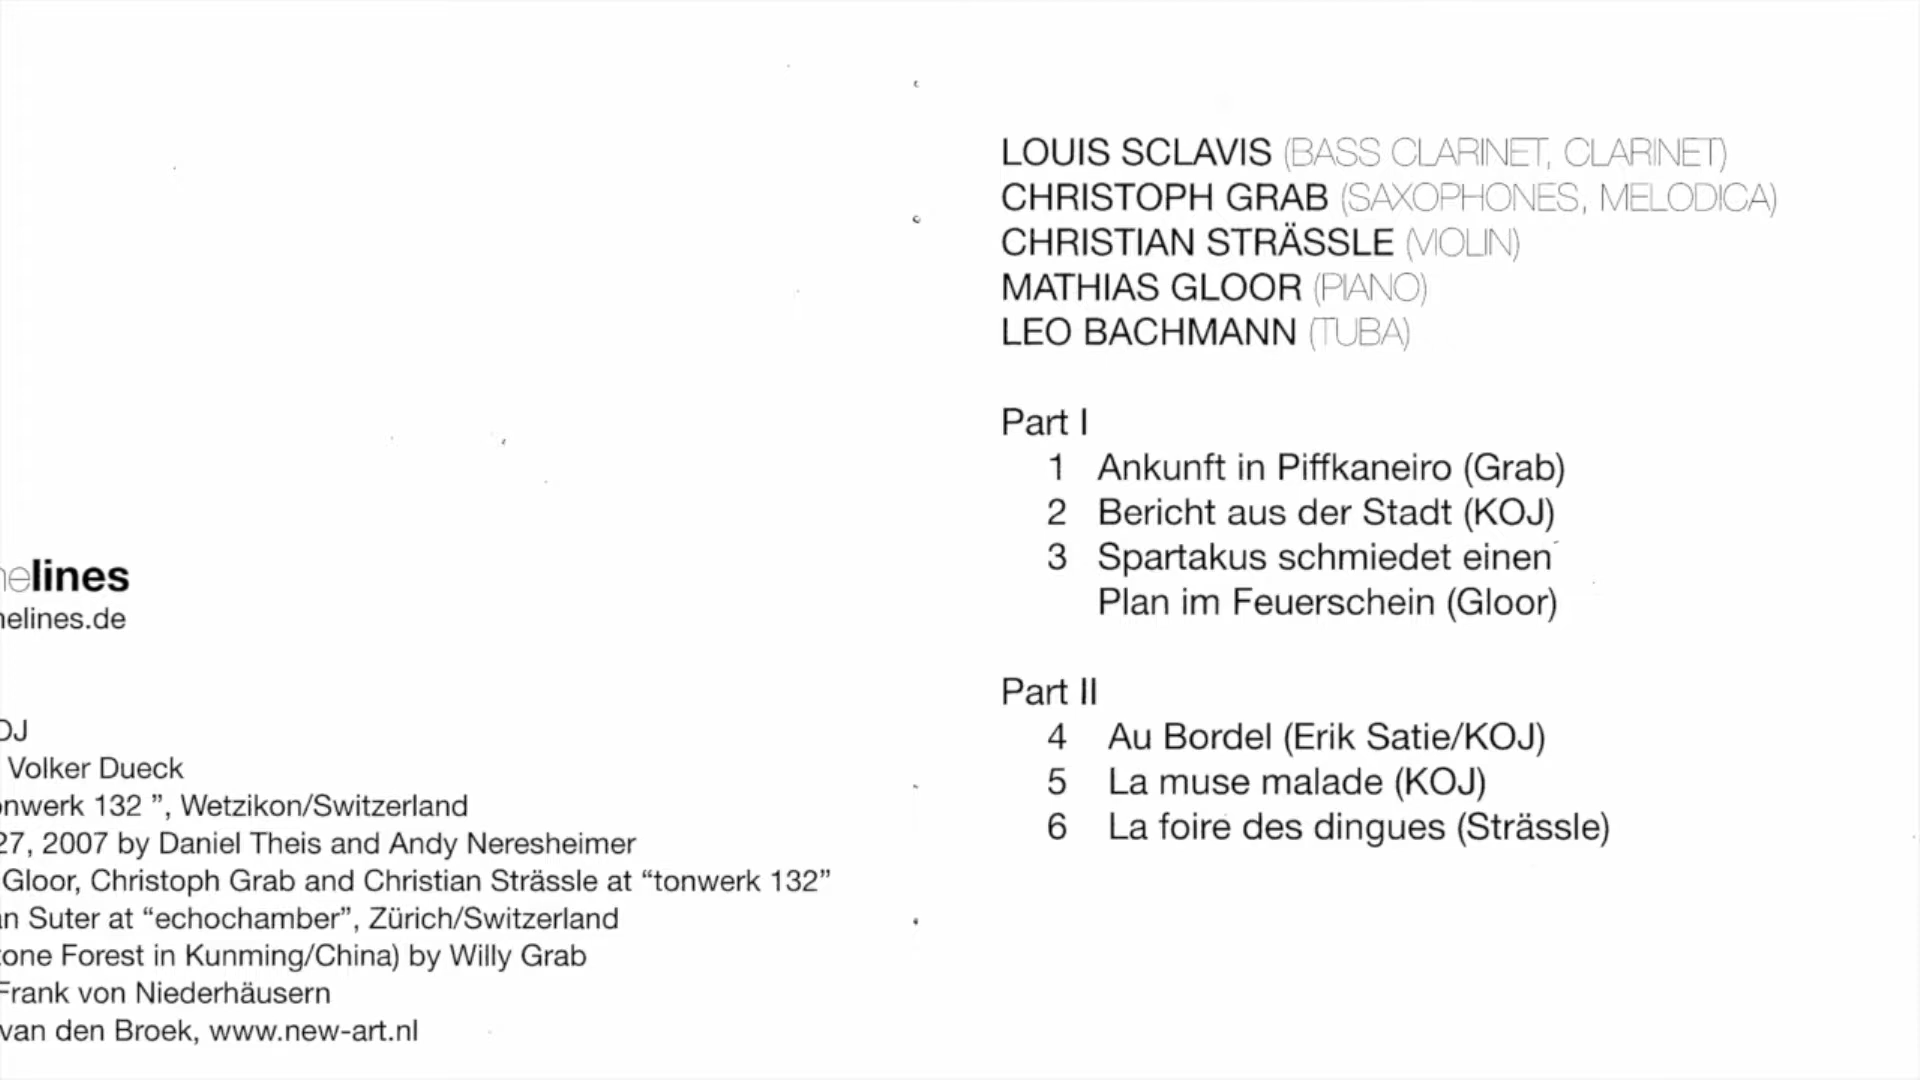 lines
elines.de
OJ
Volker Dueck
onwerk 132 ”, Wetzikon/Switzerland
27, 2007 by Daniel Theis and Andy Neresheimer
Gloor, Christoph Grab and Christian Strässle at “tonwerk 132”
n Suter at “echochamber”, Zürich/Switzerland
one Forest in Kunming/China) by Willy Grab
Frank von Niederhäusern
van den Broek, www.new-art.nl
LOUIS SCLAVIS (BASS CLARINET, CLARINET)
CHRISTOPH GRAB (SAXOPHONES, MELODICA)
CHRISTIAN STRÄSSLE (VIOLIN)
MATHIAS GLOOR (PIANO)
LEO BACHMANN (TUBA)
Part I
1 Ankunft in Piffkaneiro (Grab)
2 Bericht aus der Stadt (KOJ)
3 Spartakus schmiedet einen
Plan im Feuerschein (Gloor)
Part II
4 Au Bordel (Erik Satie/KOJ)
5 La muse malade (KOJ)
6 La foire des dingues (Strässle)